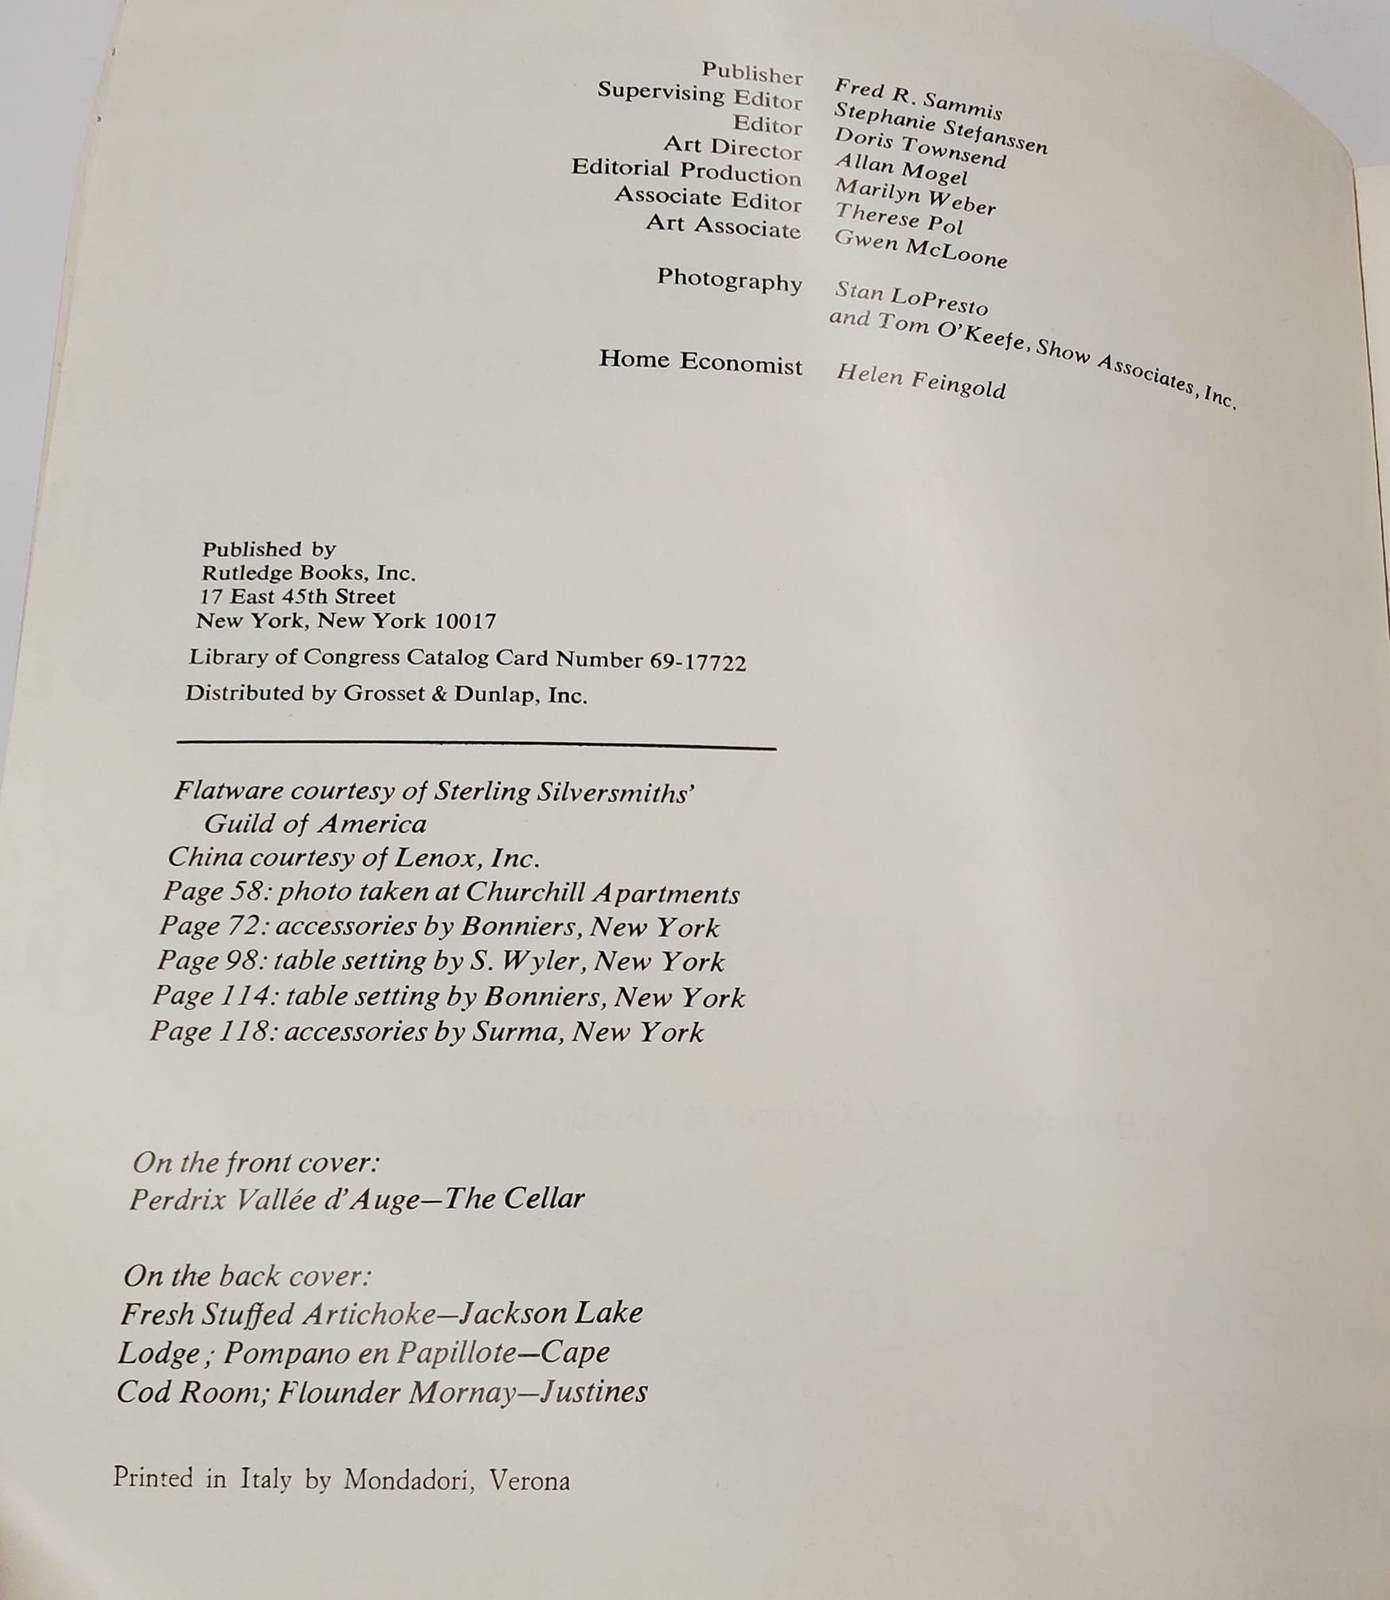 Publisher Fred R. Sammis
Supervising Editor Stephanie Stefanssen
Editor Doris Townsend
Art Director Allan Mogel
Editorial Production Marilyn Weber
Associate Editor Therese Pol
Art Associate Gwen McLoone
Photography Stan LoPresto
and Tom O'Keefe, Show Associates, Inc.
Home Economist Helen Feingold
Published by
Rutledge Books, Inc.
17 East 45th Street
New York, New York 10017
Library of Congress Catalog Card Number 69-17722
Distributed by Grosset & Dunlap, Inc.
Flatware courtesy of Sterling Silversmiths'
Guild of America
China courtesy of Lenox, Inc.
Page 58: photo taken at Churchill Apartments
Page 72: accessories by Bonniers, New York
Page 98: table setting by S. Wyler, New York
Page 114: table setting by Bonniers, New York
Page 118: accessories by Surma, New York
On the front cover:
Perdrix Vallée d'Auge—The Cellar
On the back cover:
Fresh Stuffed Artichoke—Jackson Lake
Lodge; Pompano en Papillote—Cape
Cod Room; Flounder Mornay—Justines
Printed in Italy by Mondadori, Verona